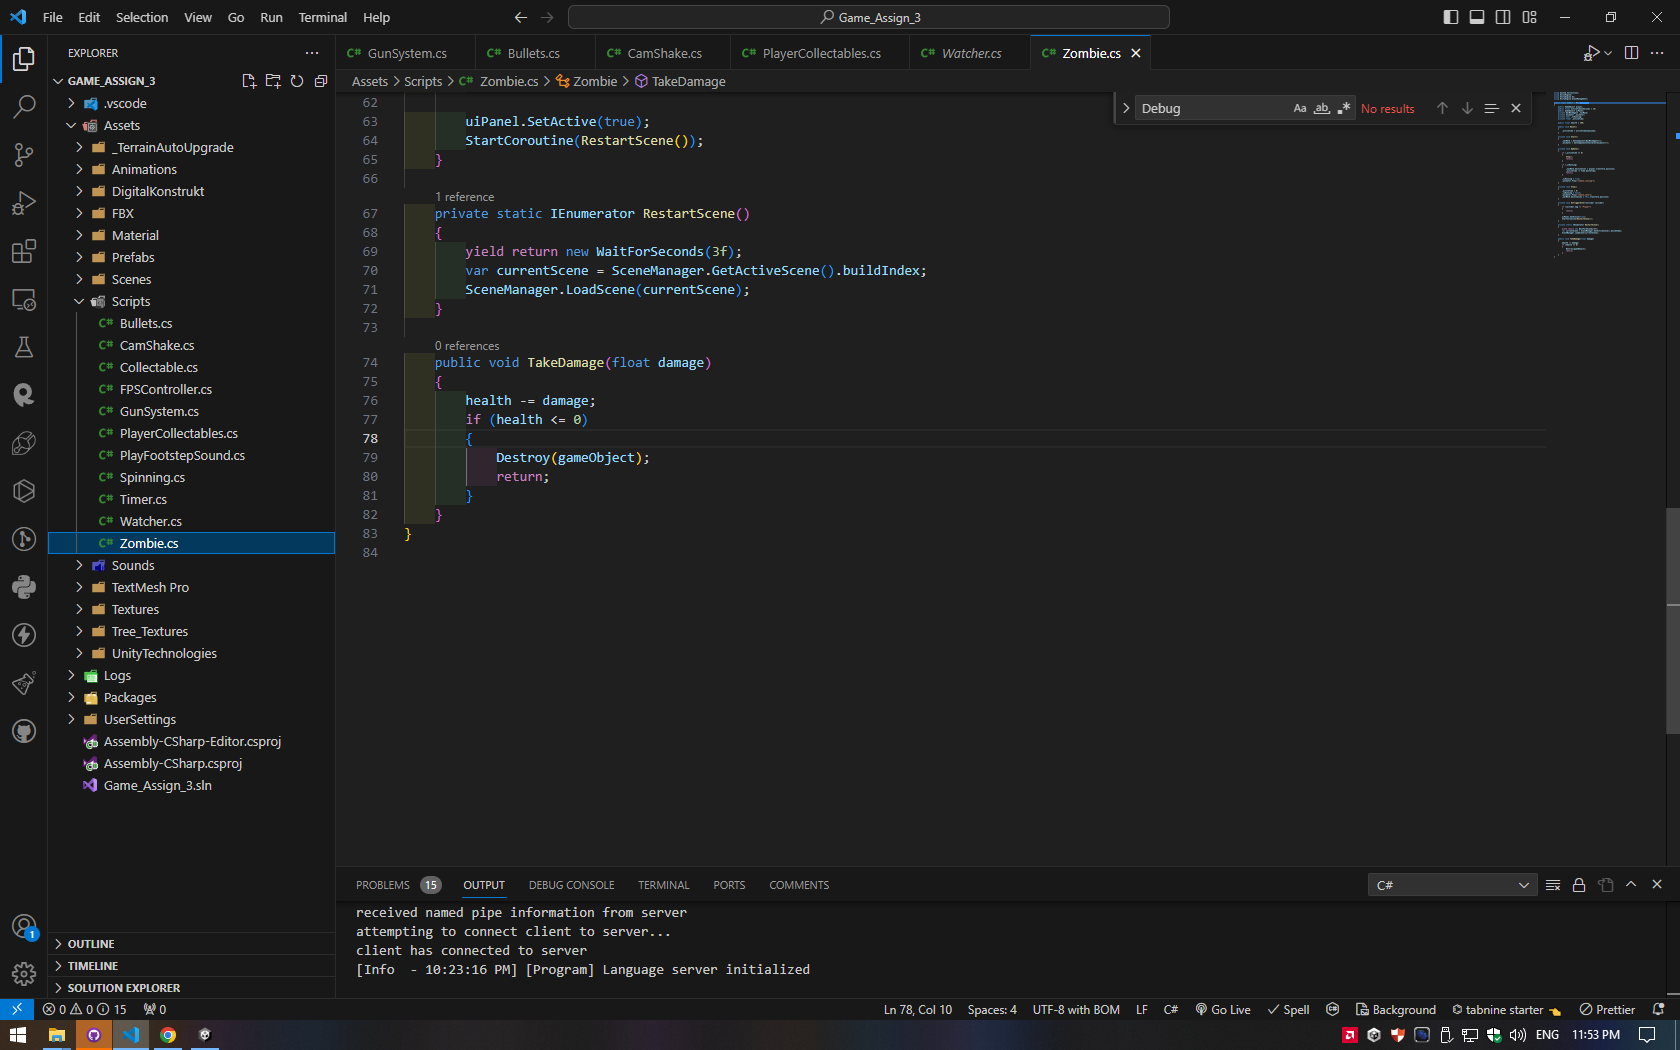 File Edit Selection View Go Run Terminal Help
Game_Assign_3
EXPLORER
GAME_ASSIGN_3
.vscode
Assets
_TerrainAutoUpgrade
Animations
DigitalKonstrukt
FBX
Material
Prefabs
Scenes
Scripts
C# Bullets.cs
C# CamShake.cs
C# Collectable.cs
C# FPSController.cs
C# GunSystem.cs
C# PlayerCollectables.cs
C# PlayFootstepSound.cs
C# Spinning.cs
C# Timer.cs
C# Watcher.cs
C# Zombie.cs
Sounds
TextMesh Pro
Textures
Tree_Textures
UnityTechnologies
Logs
Packages
UserSettings
Assembly-CSharp-Editor.csproj
Assembly-CSharp.csproj
Game_Assign_3.sln
OUTLINE
TIMELINE
SOLUTION EXPLORER
C# GunSystem.cs C# Bullets.cs C# CamShake.cs C# PlayerCollectables.cs C# Watcher.cs C# Zombie.cs
Assets > Scripts > C# Zombie.cs > Zombie > TakeDamage
Debug Aa ab No results
62
63 uiPanel.SetActive(true);
64 StartCoroutine(RestartScene());
65 }
66
1 reference
67 private static IEnumerator RestartScene()
68 {
69 yield return new WaitForSeconds(3f);
70 var currentScene = SceneManager.GetActiveScene().buildIndex;
71 SceneManager.LoadScene(currentScene);
72 }
73
0 references
74 public void TakeDamage(float damage)
75 {
76 health -= damage;
77 if (health <= 0)
78 {
79 Destroy(gameObject);
80 return;
81 }
82 }
83 }
84
PROBLEMS 15 OUTPUT DEBUG CONSOLE TERMINAL PORTS COMMENTS
C#
received named pipe information from server
attempting to connect client to server...
client has connected to server
[Info - 10:23:16 PM] [Program] Language server initialized
1
0 0 15 0
Ln 78, Col 10 Spaces: 4 UTF-8 with BOM LF C# Go Live Spell Background tabnine starter Prettier
ENG 11:53 PM